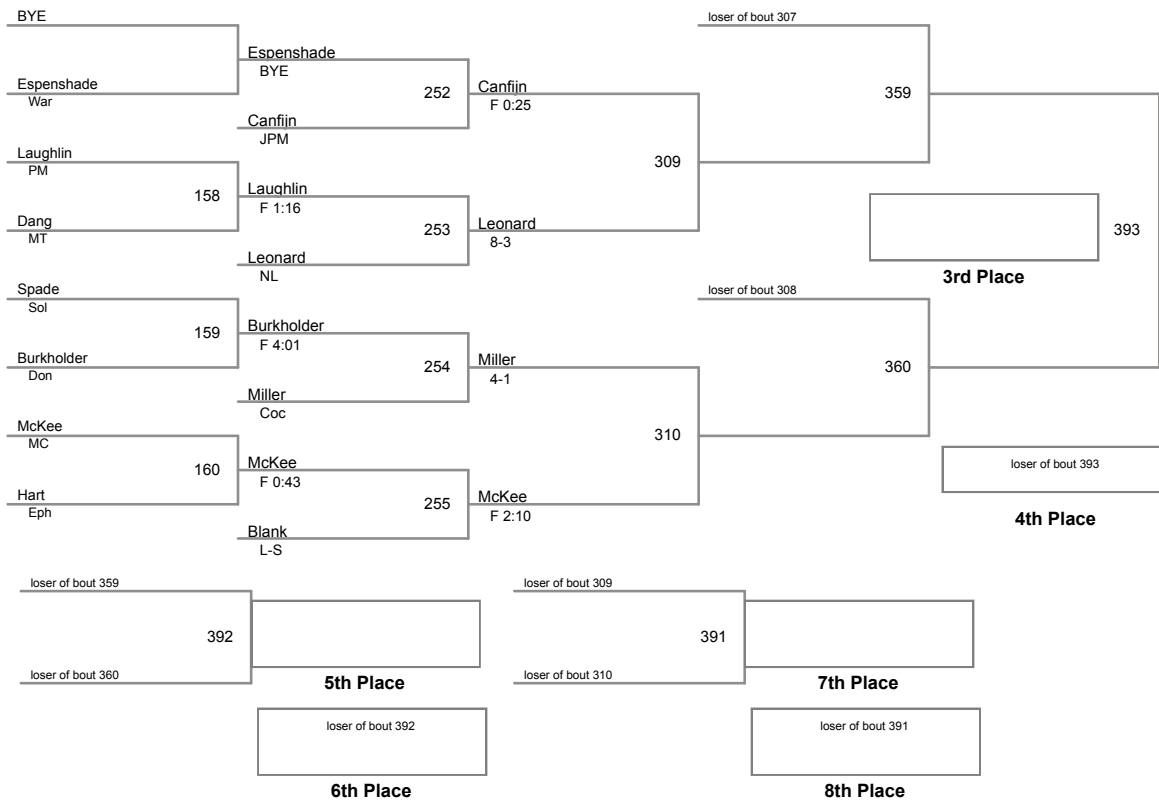 BYE
loser of bout 307
Espenshade
BYE
Espenshade
War
252
Canfijn
F 0:25
359
Canfijn
JPM
Laughlin
PM
309
158
Laughlin
F 1:16
Dang
MT
253
Leonard
8-3
393
Leonard
NL
3rd Place
Spade
Sol
loser of bout 308
159
Burkholder
F 4:01
Burkholder
Don
254
Miller
4-1
360
Miller
Coc
McKee
MC
310
160
McKee
F 0:43
loser of bout 393
Hart
Eph
255
McKee
F 2:10
4th Place
Blank
L-S
loser of bout 359
392
loser of bout 360
5th Place
loser of bout 392
6th Place
loser of bout 309
391
loser of bout 310
7th Place
loser of bout 391
8th Place